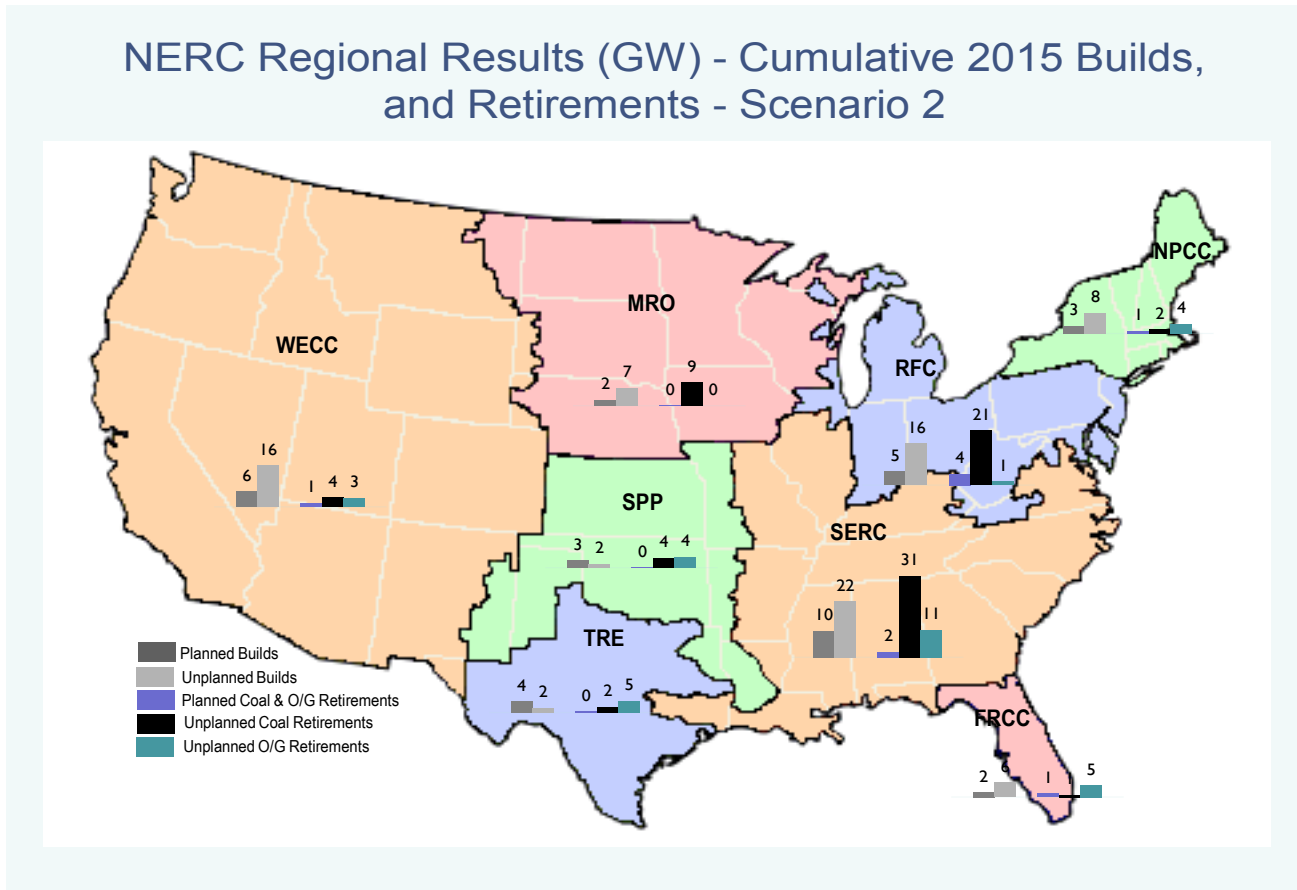 NERC Regional Results (GW) - Cumulative 2015 Builds,
and Retirements - Scenario 2
NPCC
3 8 1 2 4
MRO
2 7 0 9 0
WECC
6 16 1 4 3
RFC
5 16 4 21 1
SPP
3 2 0 4 4
SERC
10 22 2 31 11
TRE
4 2 0 2 5
FRCC
2 6 1 1 5
Planned Builds
Unplanned Builds
Planned Coal & O/G Retirements
Unplanned Coal Retirements
Unplanned O/G Retirements